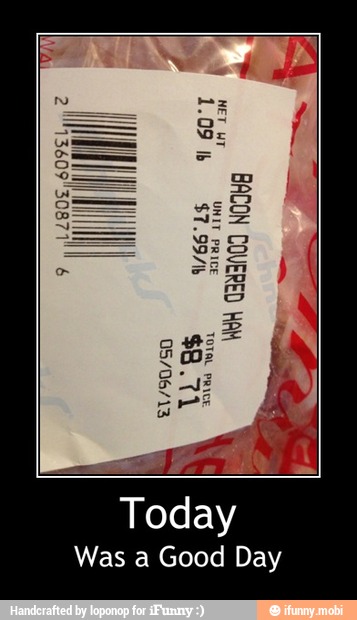 BACON COVERED HAM
NET WT UNIT PRICE TOTAL PRICE
1.09 lb $7.99/lb $8.71
05/06/13
2 13609 30871 6
Today
Was a Good Day
Handcrafted by loponop for iFunny :)
ifunny.mobi